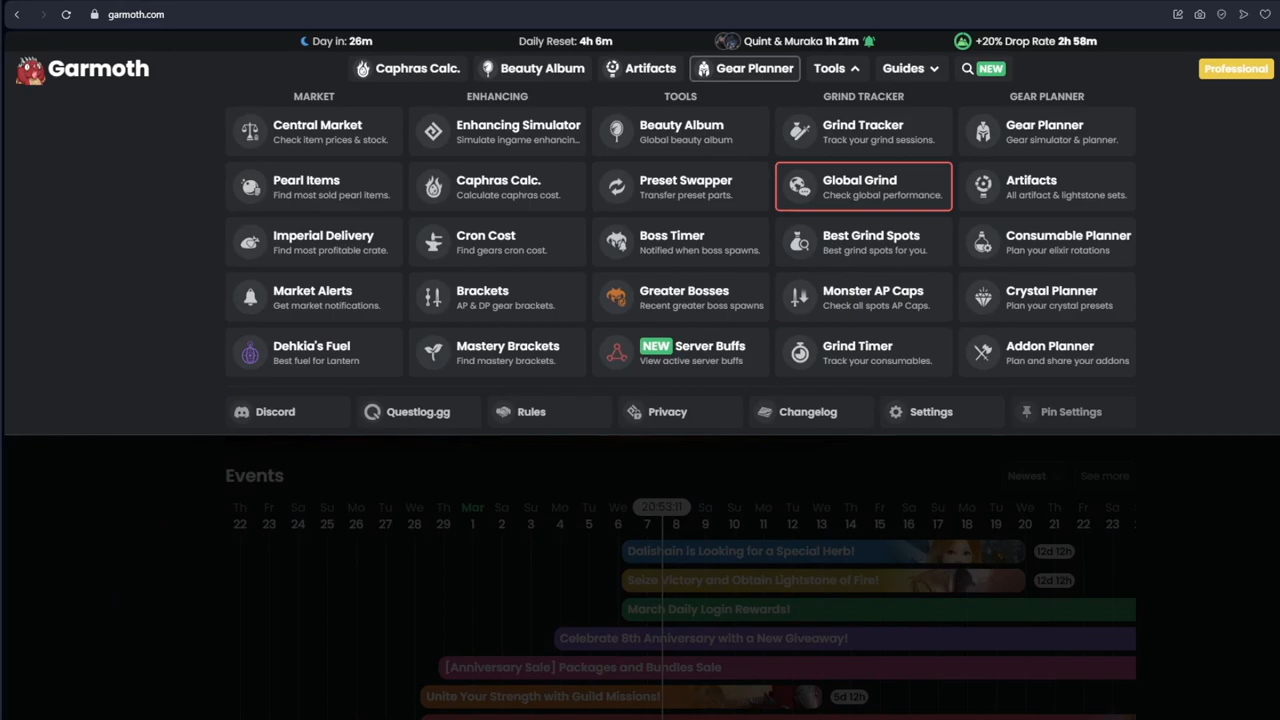 garmoth.com
Day in: 26m
Daily Reset: 4h 6m
Quint & Muraka 1h 21m
+20% Drop Rate 2h 58m
Garmoth
Caphras Calc.
Beauty Album
Artifacts
Gear Planner
Tools
Guides
NEW
Professional
MARKET
ENHANCING
TOOLS
GRIND TRACKER
GEAR PLANNER
Central Market
Check item prices & stock.
Enhancing Simulator
Simulate ingame enhancin...
Beauty Album
Global beauty album
Grind Tracker
Track your grind sessions.
Gear Planner
Gear simulator & planner.
Pearl Items
Find most sold pearl items.
Caphras Calc.
Calculate caphras cost.
Preset Swapper
Transfer preset parts.
Global Grind
Check global performance.
Artifacts
All artifact & lightstone sets.
Imperial Delivery
Find most profitable crate.
Cron Cost
Find gears cron cost.
Boss Timer
Notified when boss spawns.
Best Grind Spots
Best grind spots for you.
Consumable Planner
Plan your elixir rotations
Market Alerts
Get market notifications.
Brackets
AP & DP gear brackets.
Greater Bosses
Recent greater boss spawns
Monster AP Caps
Check all spots AP Caps.
Crystal Planner
Plan your crystal presets
Dehkia's Fuel
Best fuel for Lantern
Mastery Brackets
Find mastery brackets.
NEW Server Buffs
View active server buffs
Grind Timer
Track your consumables.
Addon Planner
Plan and share your addons
Discord
Questlog.gg
Rules
Privacy
Changelog
Settings
Pin Settings
Events
Newest
See more
Th Fr Sa Su Mo Tu We Th Mar Sa Su Mo Tu We 20:53:11 Sa Su Mo Tu We Th Fr Sa Su Mo Tu We Th Fr Sa
22 23 24 25 26 27 28 29 1 2 3 4 5 6 7 8 9 10 11 12 13 14 15 16 17 18 19 20 21 22 23
Dalishain is Looking for a Special Herb!
12d 12h
Seize Victory and Obtain Lightstone of Fire!
12d 12h
March Daily Login Rewards!
Celebrate 8th Anniversary with a New Giveaway!
[Anniversary Sale] Packages and Bundles Sale
Unite Your Strength with Guild Missions!
5d 12h